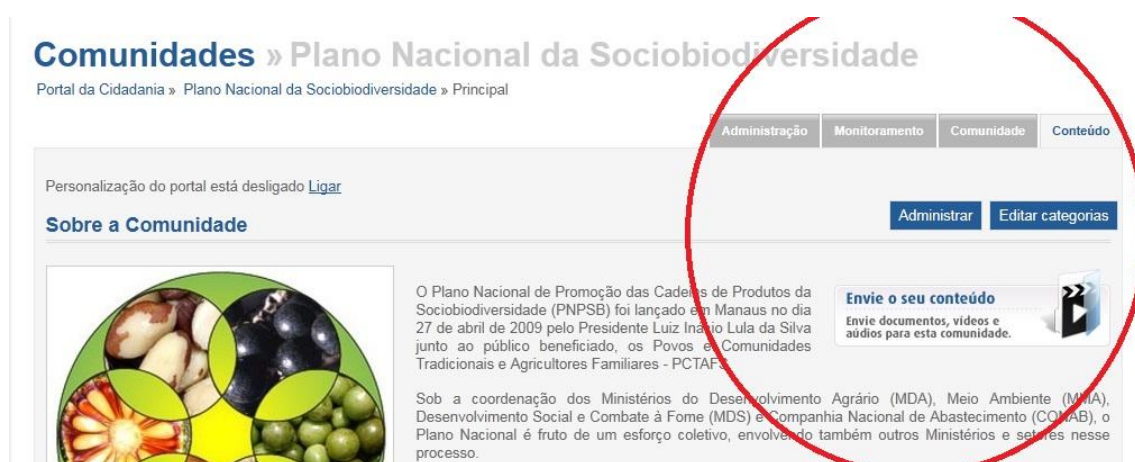 Comunidades » Plano Nacional da Sociobiodiversidade
Portal da Cidadania » Plano Nacional da Sociobiodiversidade » Principal
Administração Monitoramento Comunidade Conteúdo
Personalização do portal está desligado Ligar
Sobre a Comunidade
Administrar Editar categorias
O Plano Nacional de Promoção das Cadeias de Produtos da
Sociobiodiversidade (PNPSB) foi lançado em Manaus no dia
27 de abril de 2009 pelo Presidente Luiz Inácio Lula da Silva
junto ao público beneficiado, os Povos e Comunidades
Tradicionais e Agricultores Familiares - PCTAFs
Envie o seu conteúdo
Envie documentos, vídeos e
aúdios para esta comunidade.
Sob a coordenação dos Ministérios do Desenvolvimento Agrário (MDA), Meio Ambiente (MMA),
Desenvolvimento Social e Combate à Fome (MDS) e Companhia Nacional de Abastecimento (CONAB), o
Plano Nacional é fruto de um esforço coletivo, envolvendo também outros Ministérios e setores nesse
processo.